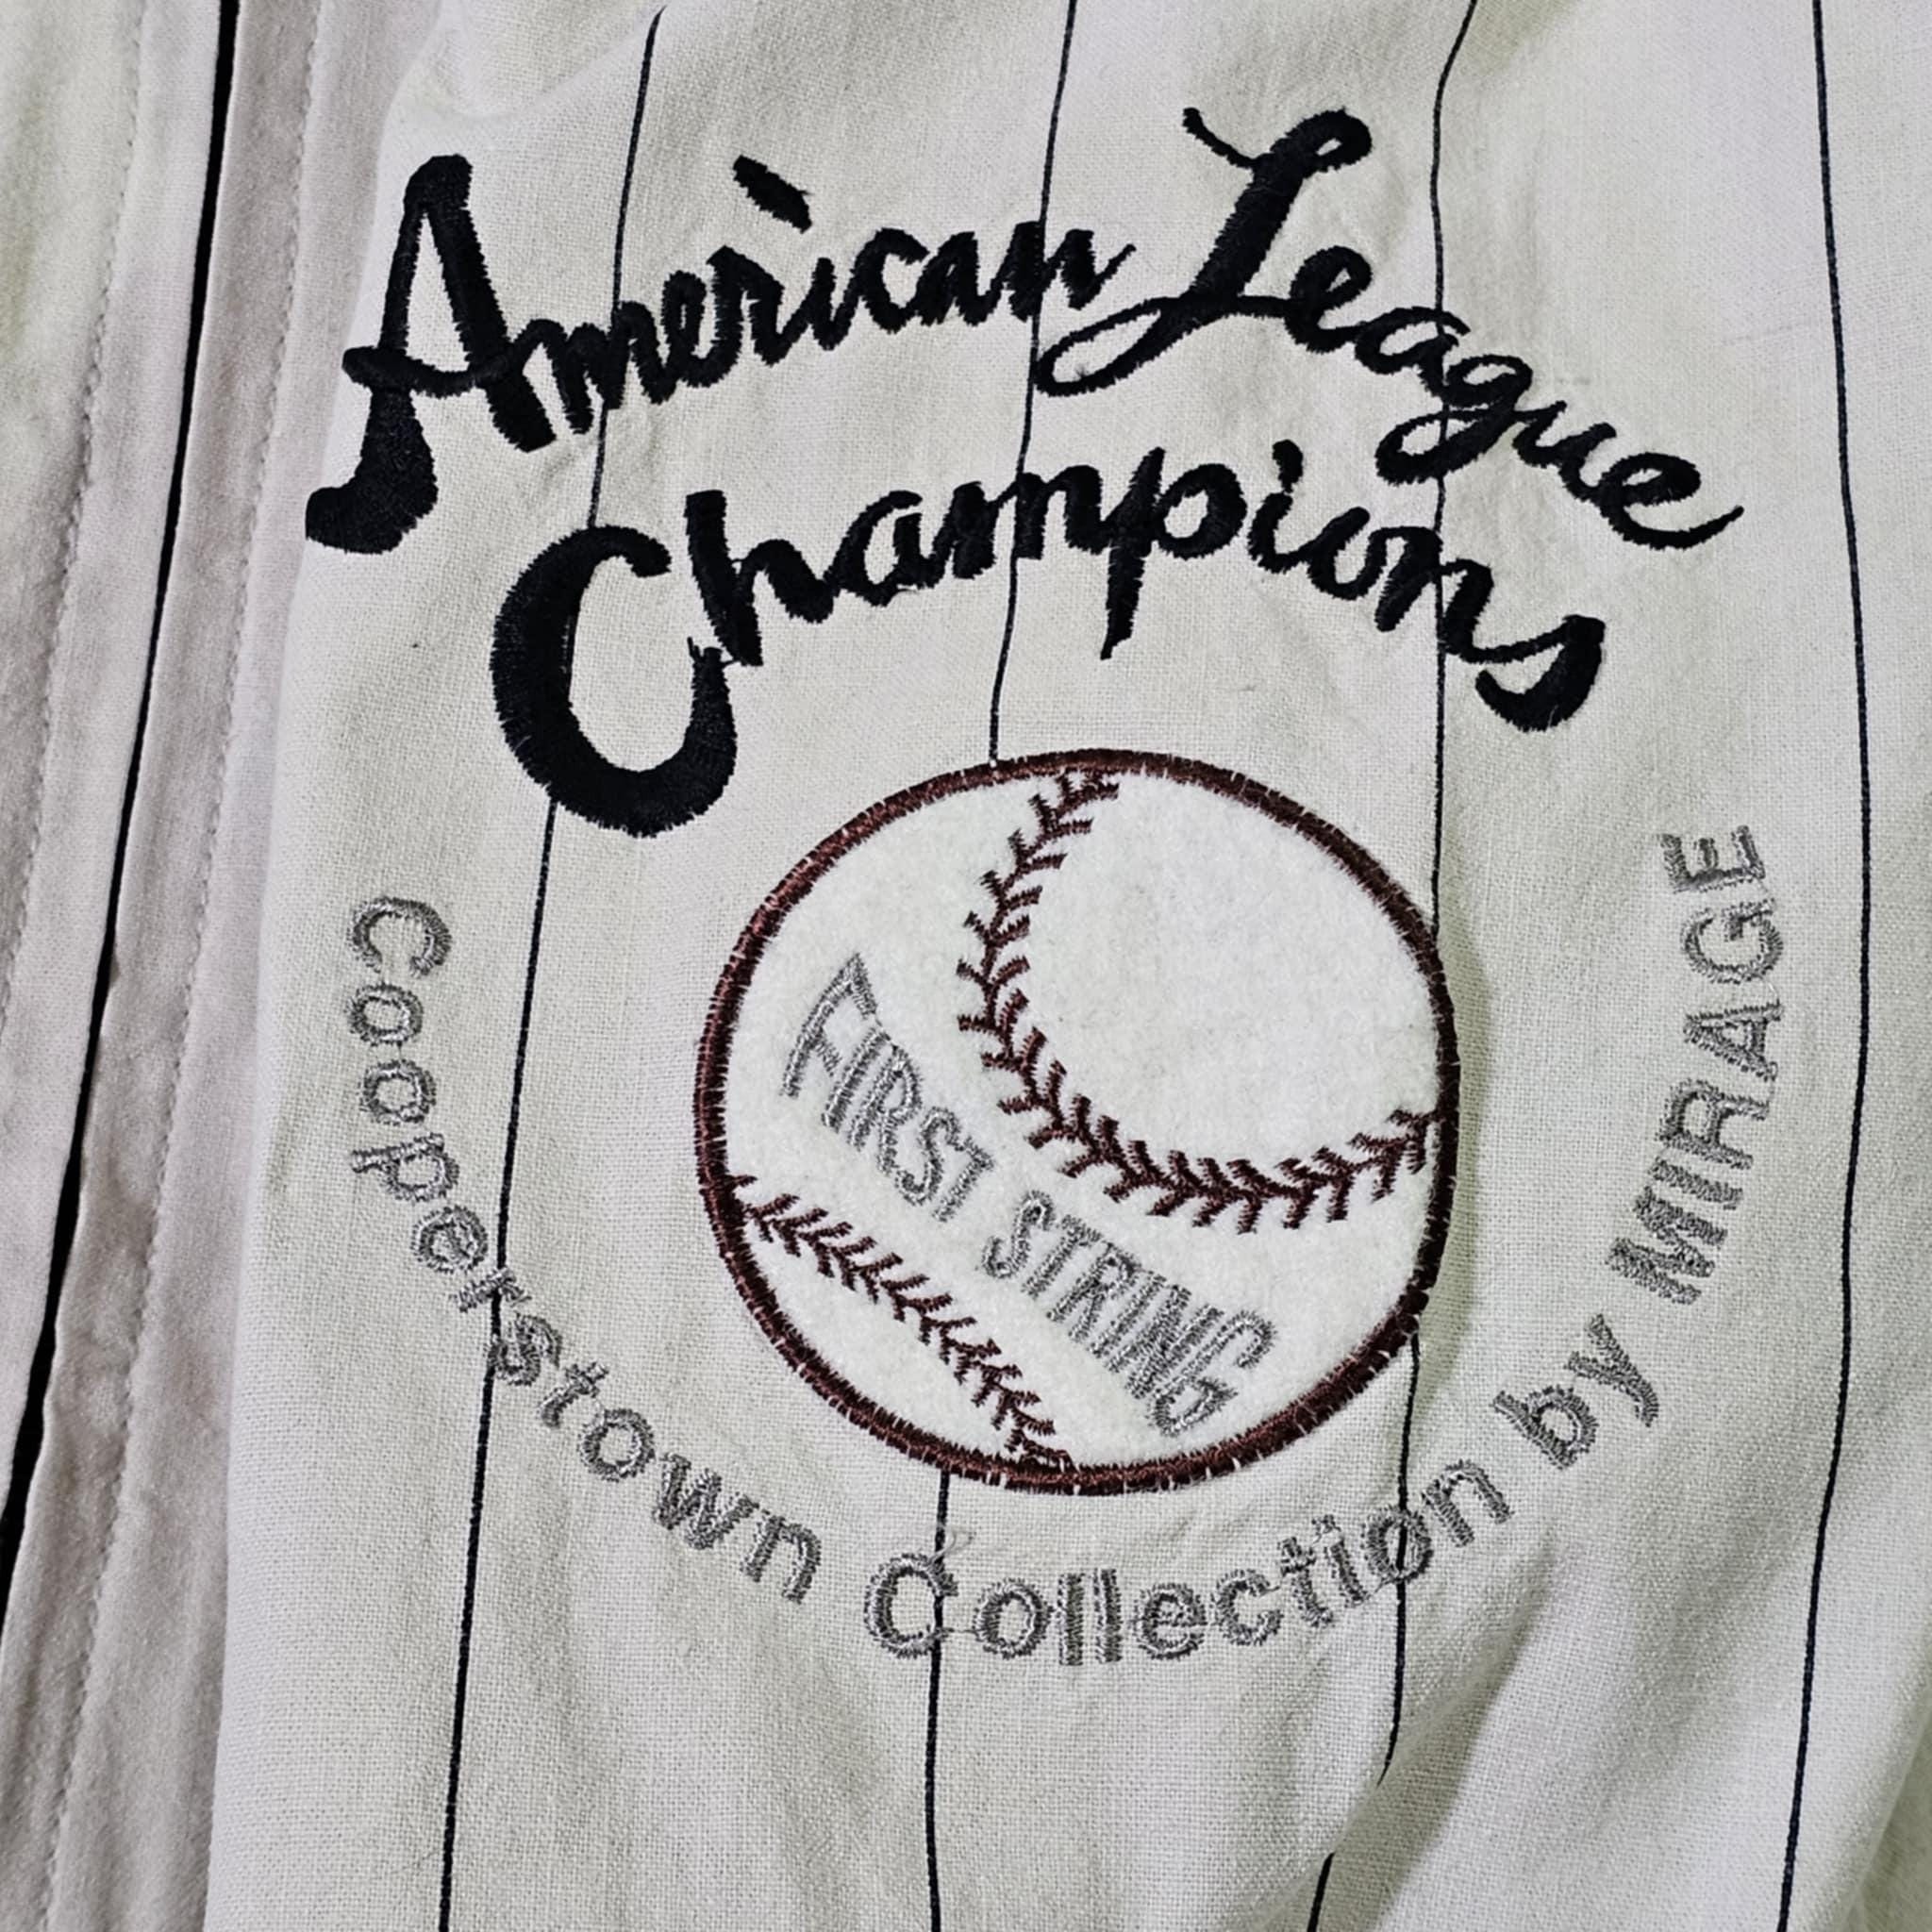 American League
Champions
FIRST STRING
Cooperstown Collection by MIRAGE